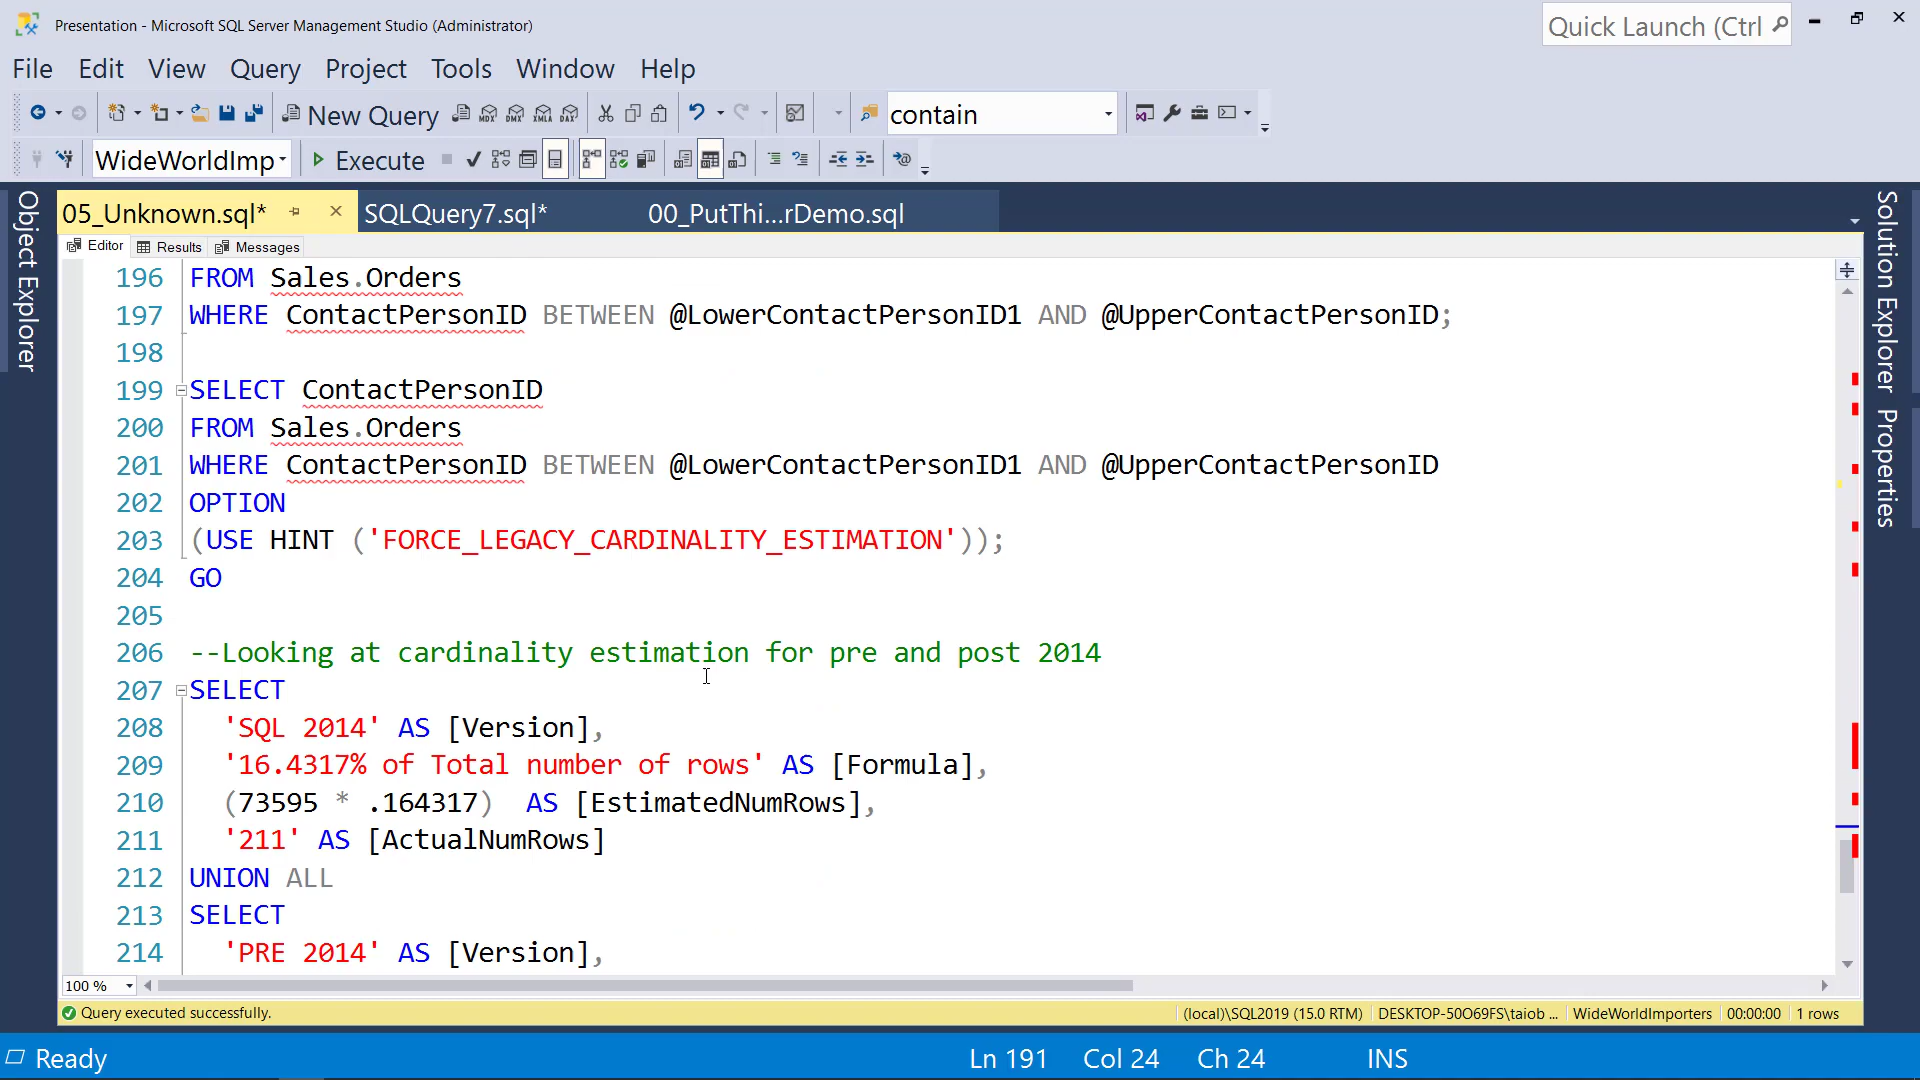 Presentation - Microsoft SQL Server Management Studio (Administrator)
Quick Launch (Ctrl
File Edit View Query Project Tools Window Help
New Query MDX DMX XMLA DAX contain
WideWorldImp Execute
05_Unknown.sql* SQLQuery7.sql* 00_PutThi...rDemo.sql
Object Explorer
Solution Explorer
Properties
Editor Results Messages
196 FROM Sales.Orders
197 WHERE ContactPersonID BETWEEN @LowerContactPersonID1 AND @UpperContactPersonID;
198
199 SELECT ContactPersonID
200 FROM Sales.Orders
201 WHERE ContactPersonID BETWEEN @LowerContactPersonID1 AND @UpperContactPersonID
202 OPTION
203 (USE HINT ('FORCE_LEGACY_CARDINALITY_ESTIMATION'));
204 GO
205
206 --Looking at cardinality estimation for pre and post 2014
207 SELECT
208 'SQL 2014' AS [Version],
209 '16.4317% of Total number of rows' AS [Formula],
210 (73595 * .164317) AS [EstimatedNumRows],
211 '211' AS [ActualNumRows]
212 UNION ALL
213 SELECT
214 'PRE 2014' AS [Version],
100 %
Query executed successfully. (local)\SQL2019 (15.0 RTM) DESKTOP-50O69FS\taiob ... WideWorldImporters 00:00:00 1 rows
Ready Ln 191 Col 24 Ch 24 INS